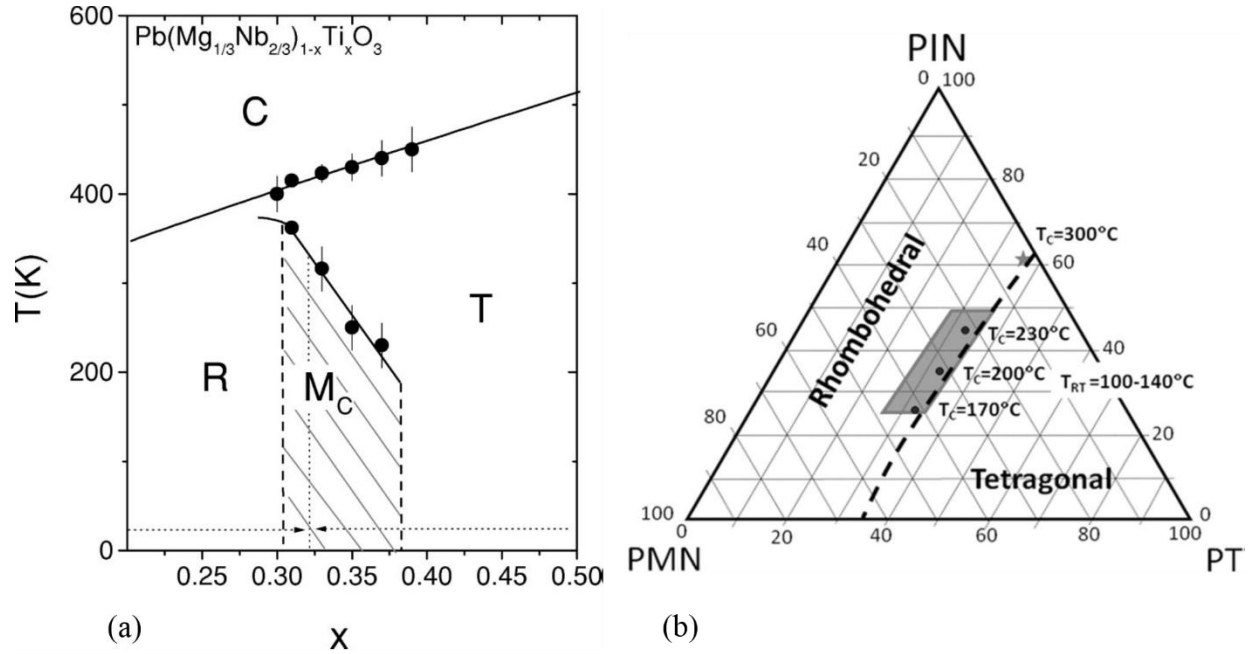 600
Pb(Mg1/3Nb2/3)1-xTixO3
C
400
T(K)
T
R
MC
200
0
0.25 0.30 0.35 0.40 0.45 0.50
(a)
X
PIN
0 100
20
80
TC=300°C
40
60
Rhombohedral
TC=230°C
60
40
TC=200°C
TRT=100-140°C
TC=170°C
80
20
Tetragonal
100
0
0 20 40 60 80 100
PMN
PT
(b)